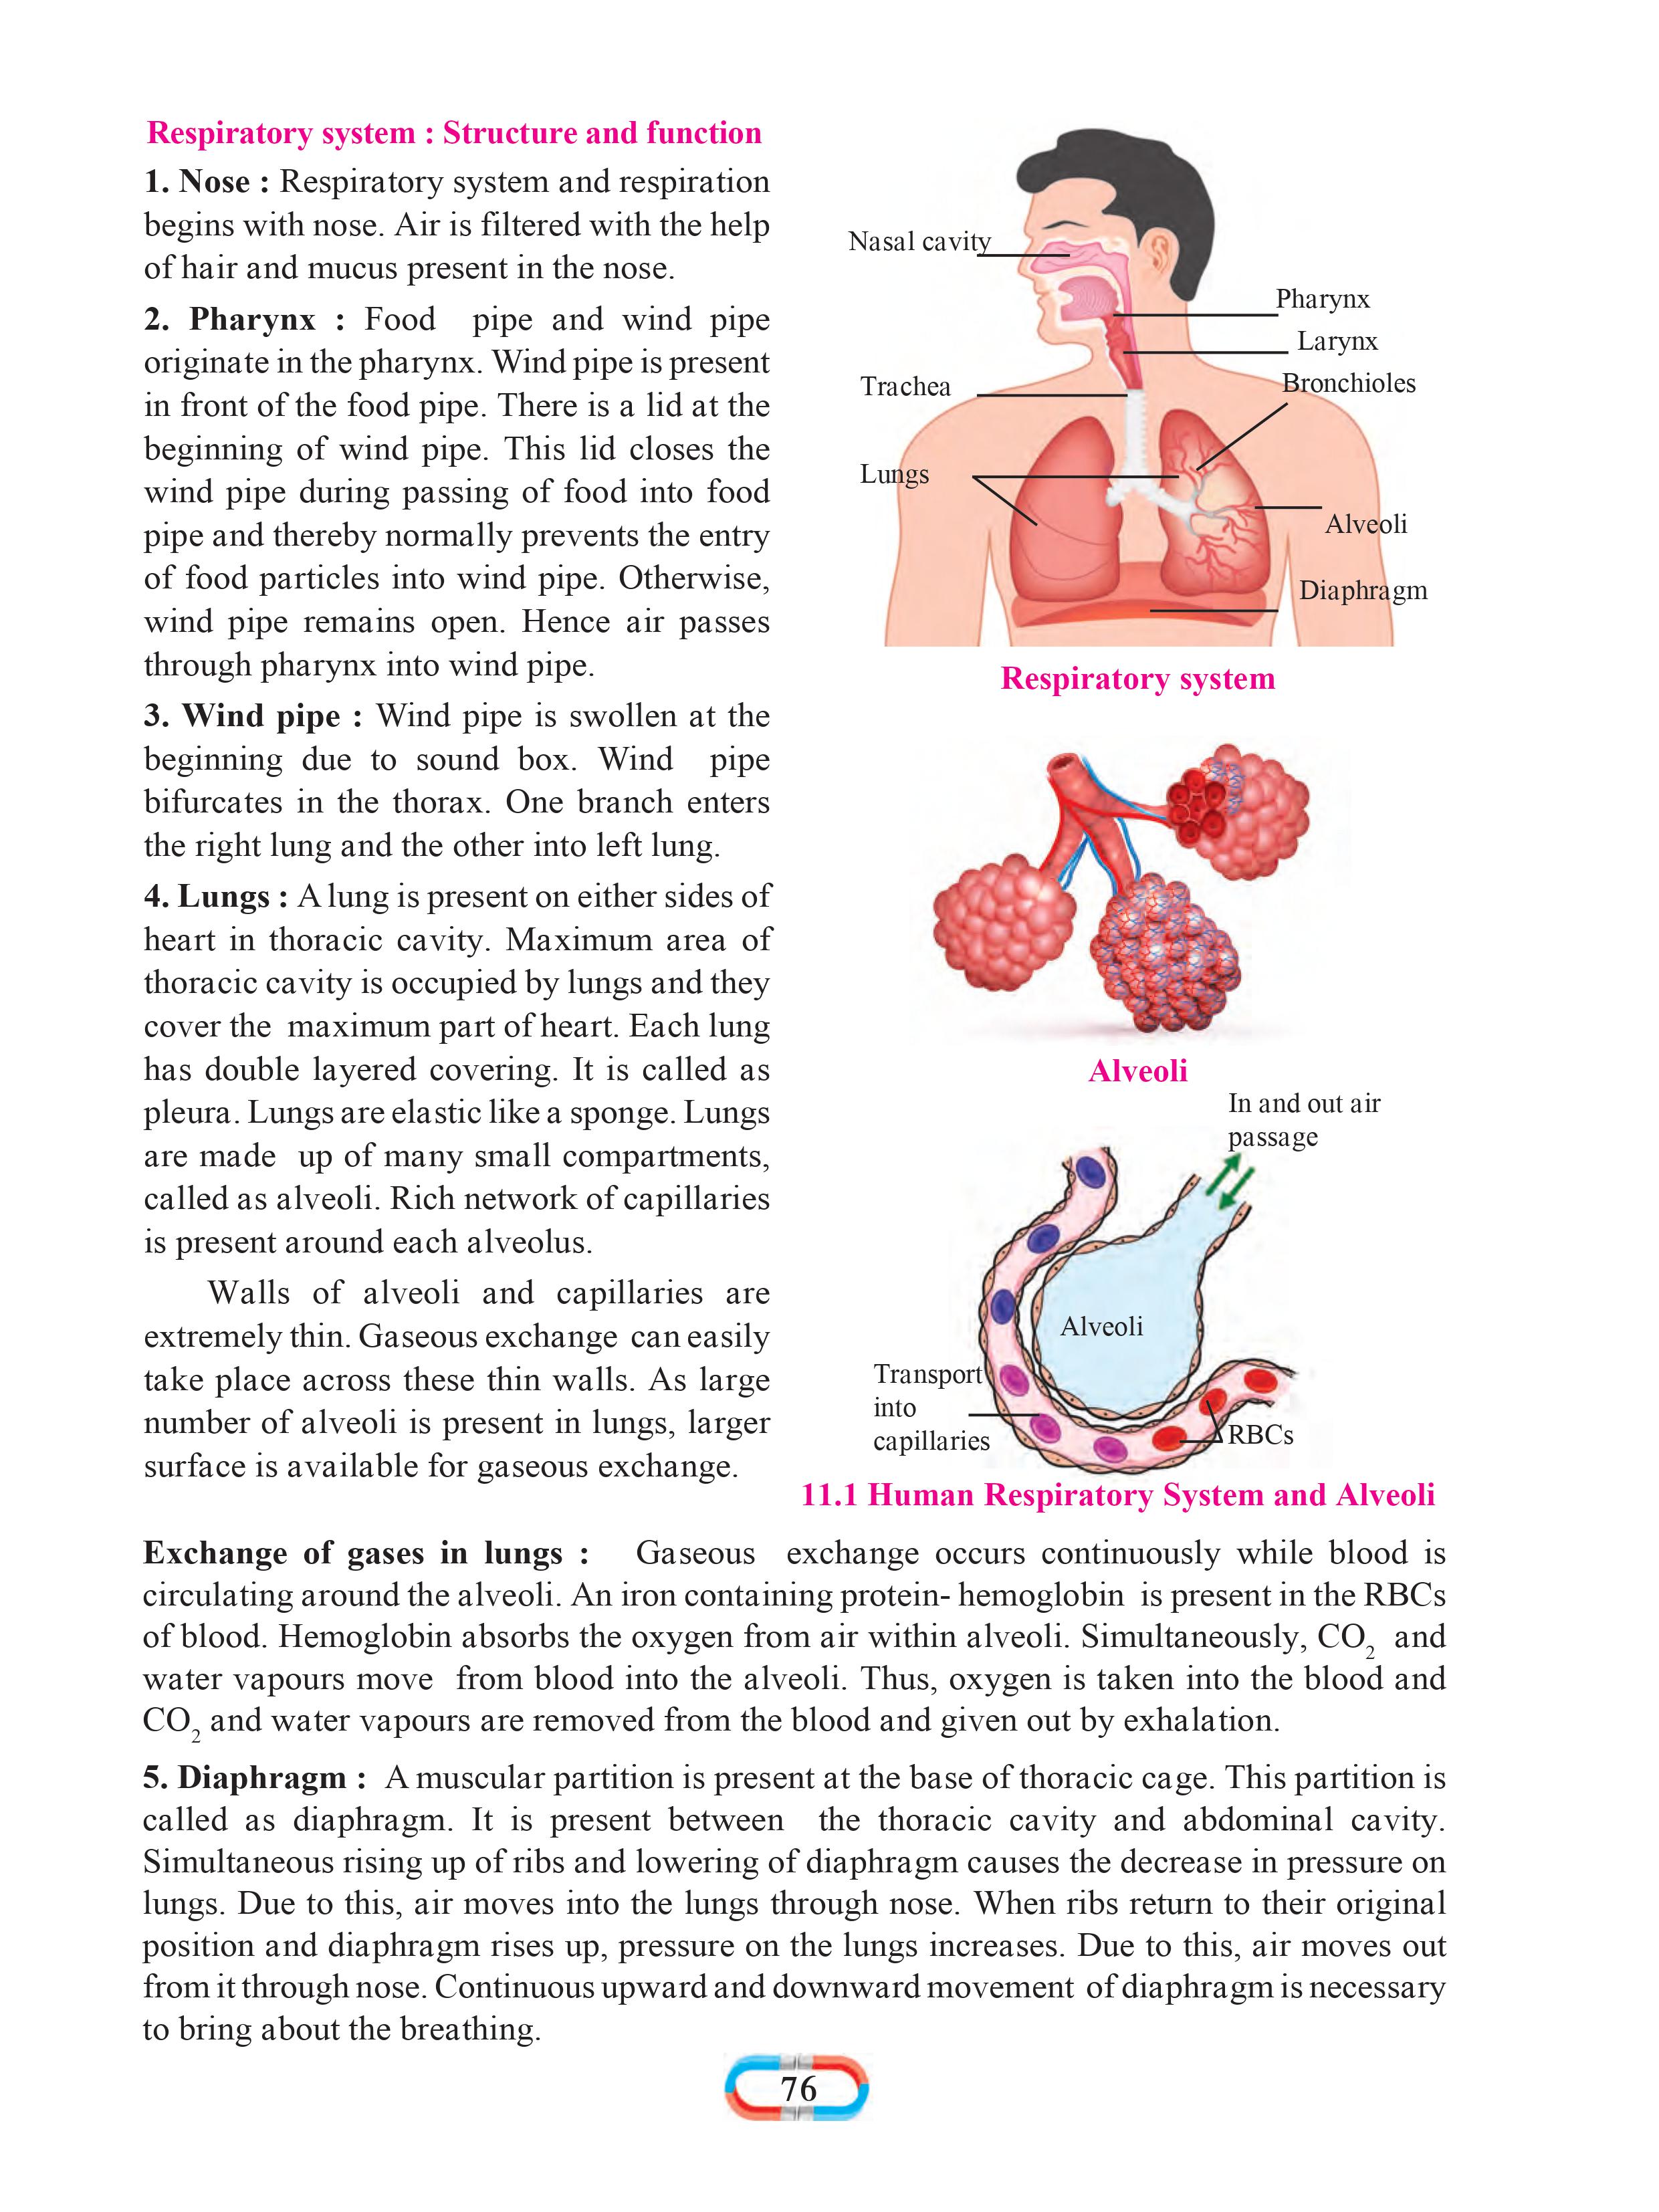 Respiratory system : Structure and function
1. Nose : Respiratory system and respiration
begins with nose. Air is filtered with the help
of hair and mucus present in the nose.
2. Pharynx : Food pipe and wind pipe
originate in the pharynx. Wind pipe is present
in front of the food pipe. There is a lid at the
beginning of wind pipe. This lid closes the
wind pipe during passing of food into food
pipe and thereby normally prevents the entry
of food particles into wind pipe. Otherwise,
wind pipe remains open. Hence air passes
through pharynx into wind pipe.
3. Wind pipe : Wind pipe is swollen at the
beginning due to sound box. Wind pipe
bifurcates in the thorax. One branch enters
the right lung and the other into left lung.
4. Lungs : A lung is present on either sides of
heart in thoracic cavity. Maximum area of
thoracic cavity is occupied by lungs and they
cover the maximum part of heart. Each lung
has double layered covering. It is called as
pleura. Lungs are elastic like a sponge. Lungs
are made up of many small compartments,
called as alveoli. Rich network of capillaries
is present around each alveolus.
Walls of alveoli and capillaries are
extremely thin. Gaseous exchange can easily
take place across these thin walls. As large
number of alveoli is present in lungs, larger
surface is available for gaseous exchange.
Nasal cavity
Pharynx
Larynx
Trachea
Bronchioles
Lungs
Alveoli
Diaphragm
Respiratory system
Alveoli
In and out air
passage
Alveoli
Transport
into
capillaries
RBCs
11.1 Human Respiratory System and Alveoli
Exchange of gases in lungs : Gaseous exchange occurs continuously while blood is
circulating around the alveoli. An iron containing protein- hemoglobin is present in the RBCs
of blood. Hemoglobin absorbs the oxygen from air within alveoli. Simultaneously, CO₂ and
water vapours move from blood into the alveoli. Thus, oxygen is taken into the blood and
CO₂ and water vapours are removed from the blood and given out by exhalation.
5. Diaphragm : A muscular partition is present at the base of thoracic cage. This partition is
called as diaphragm. It is present between the thoracic cavity and abdominal cavity.
Simultaneous rising up of ribs and lowering of diaphragm causes the decrease in pressure on
lungs. Due to this, air moves into the lungs through nose. When ribs return to their original
position and diaphragm rises up, pressure on the lungs increases. Due to this, air moves out
from it through nose. Continuous upward and downward movement of diaphragm is necessary
to bring about the breathing.
76